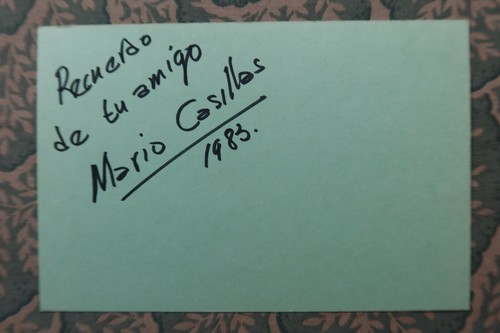 Recuerdo
de tu amigo
Mario Casillas
1983.